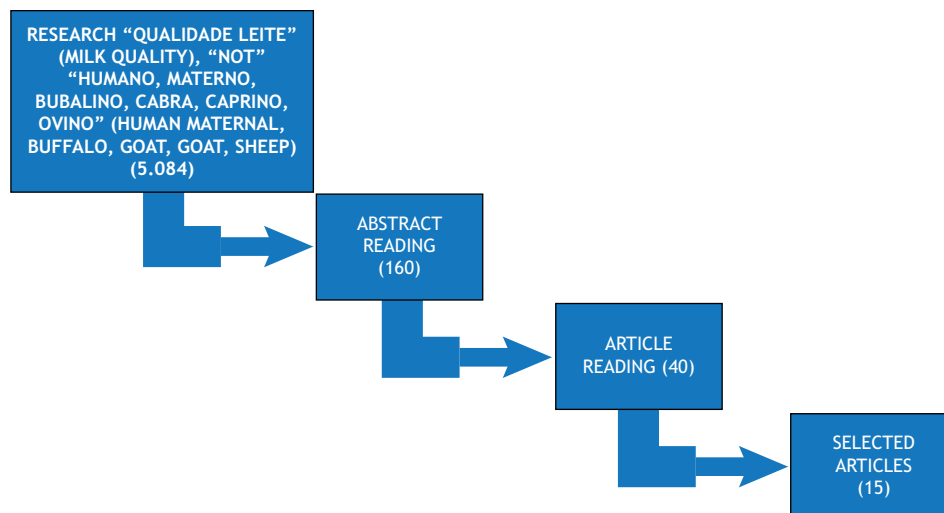 RESEARCH “QUALIDADE LEITE”
(MILK QUALITY), “NOT”
“HUMANO, MATERNO,
BUBALINO, CABRA, CAPRINO,
OVINO” (HUMAN MATERNAL,
BUFFALO, GOAT, GOAT, SHEEP)
(5.084)
ABSTRACT
READING
(160)
ARTICLE
READING (40)
SELECTED
ARTICLES
(15)